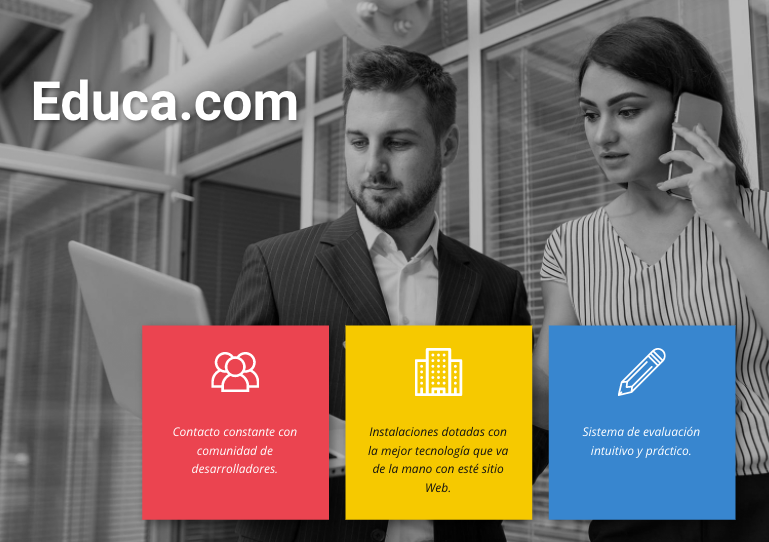 Educa.com
Contacto constante con
comunidad de
desarrolladores.
Instalaciones dotadas con
la mejor tecnología que va
de la mano con esté sitio
Web.
Sistema de evaluación
intuitivo y práctico.